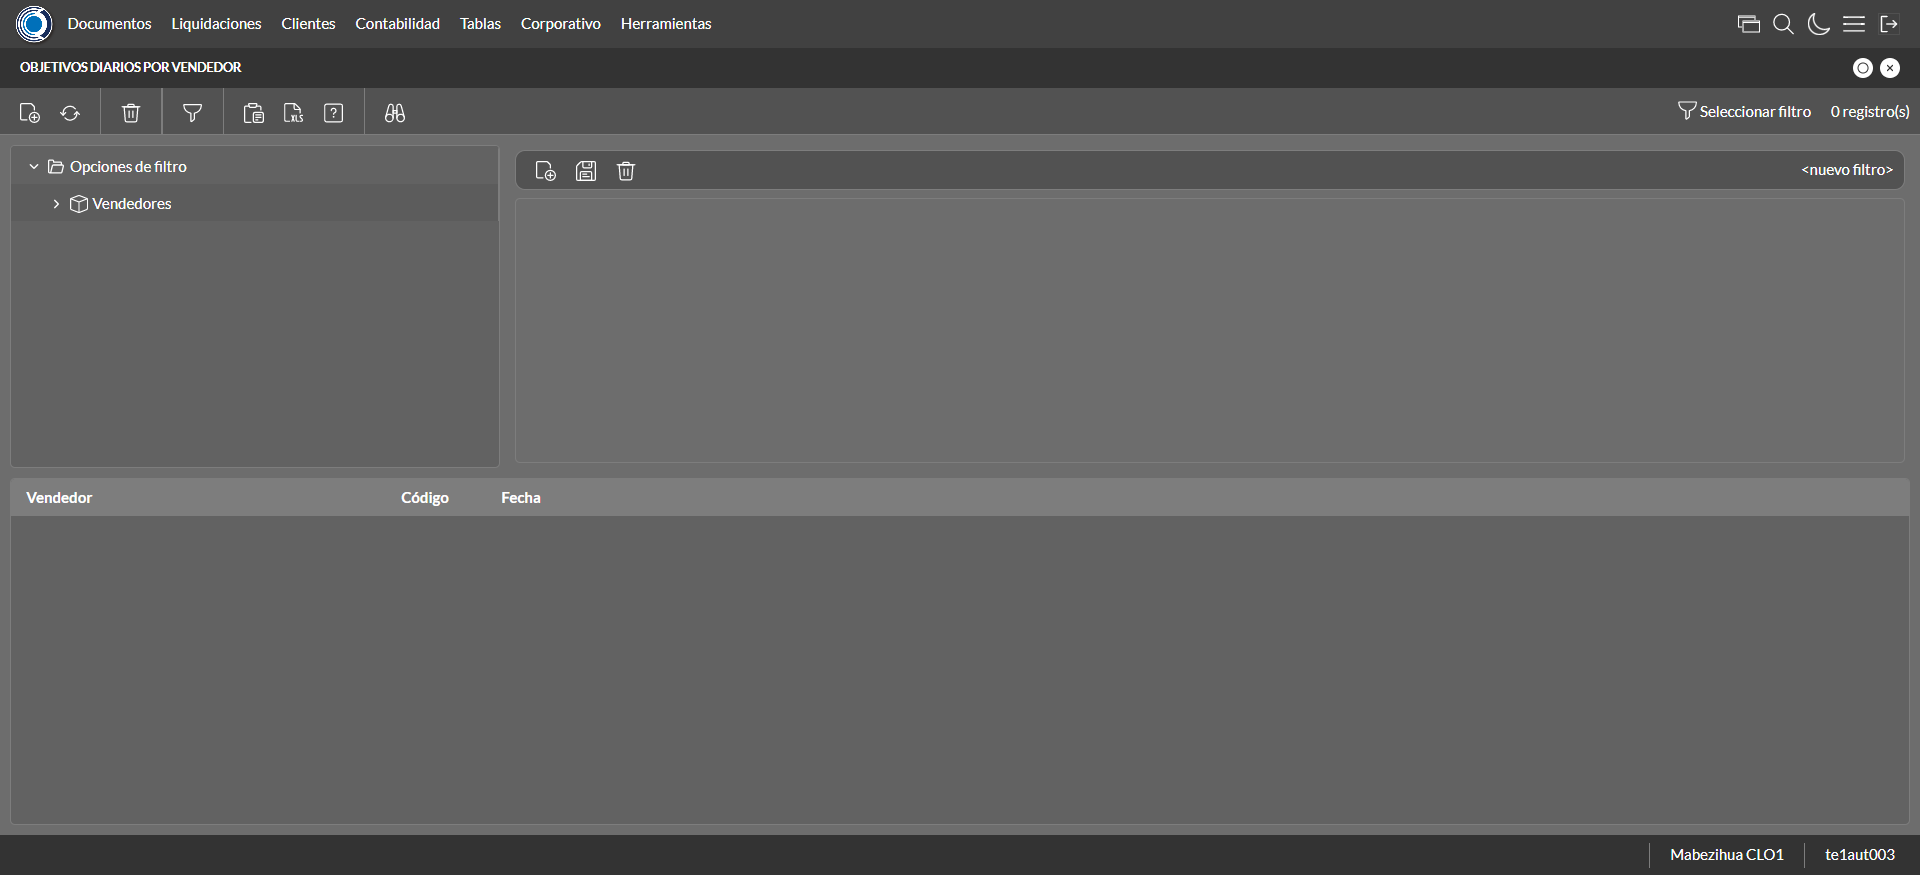 Documentos Liquidaciones Clientes Contabilidad Tablas Corporativo Herramientas
OBJETIVOS DIARIOS POR VENDEDOR
XLS ? Seleccionar filtro 0 registro(s)
Opciones de filtro
<nuevo filtro>
Vendedores
Vendedor Código Fecha
Mabezihua CLO1 te1aut003